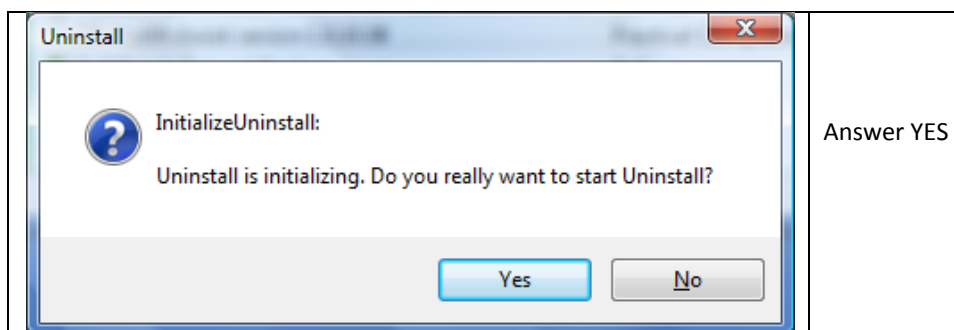 Uninstall
InitializeUninstall:
Uninstall is initializing. Do you really want to start Uninstall?
Yes
No
Answer YES